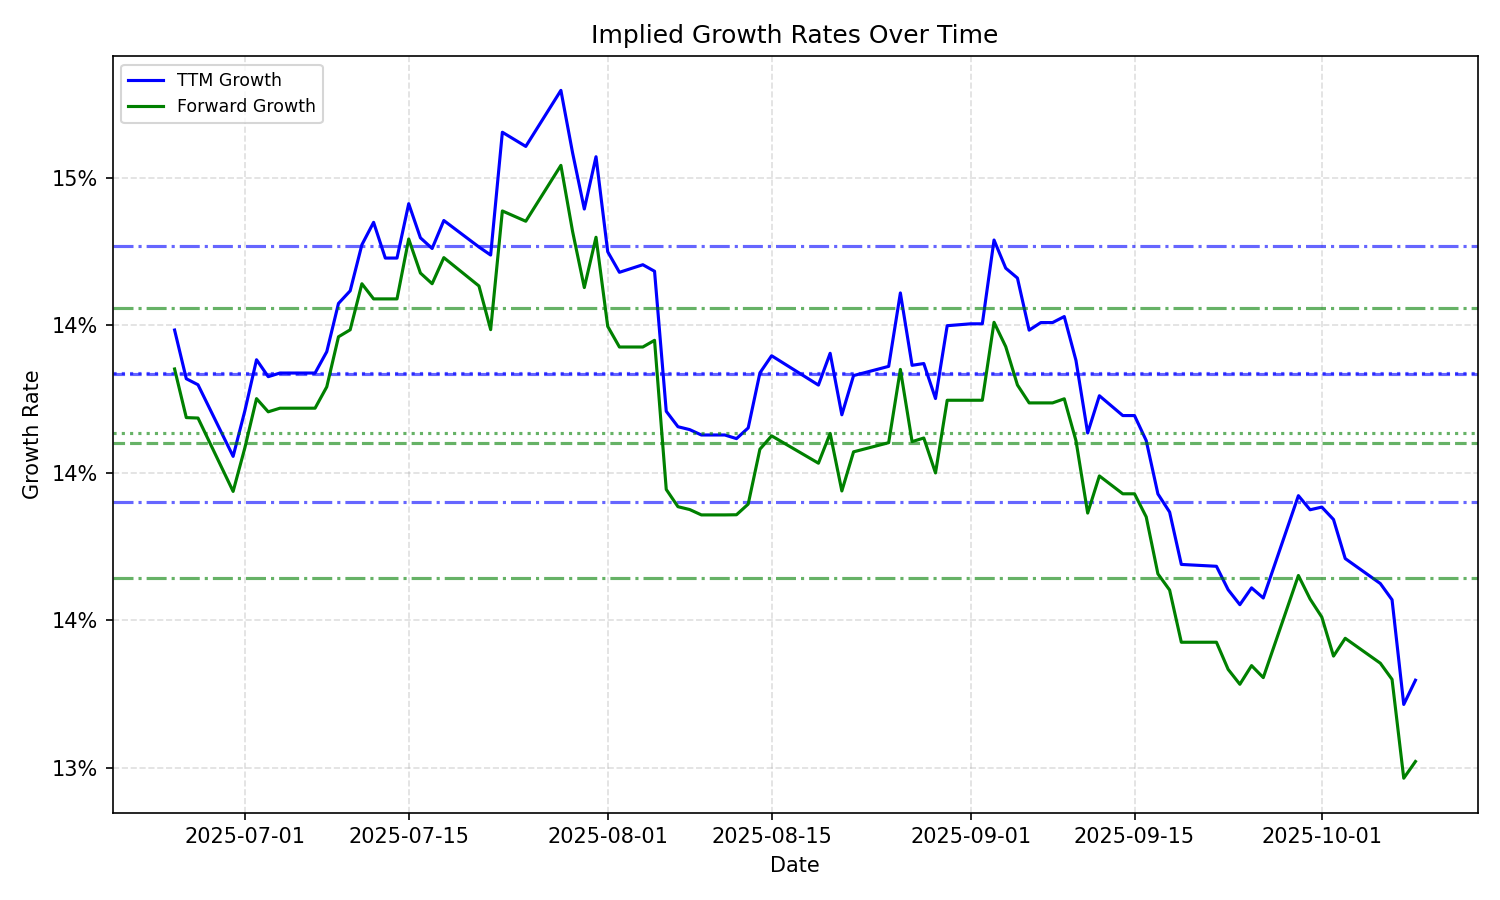 Implied Growth Rates Over Time
TTM Growth
Forward Growth
Growth Rate
15%
14%
14%
14%
13%
2025-07-01
2025-07-15
2025-08-01
2025-08-15
2025-09-01
2025-09-15
2025-10-01
Date